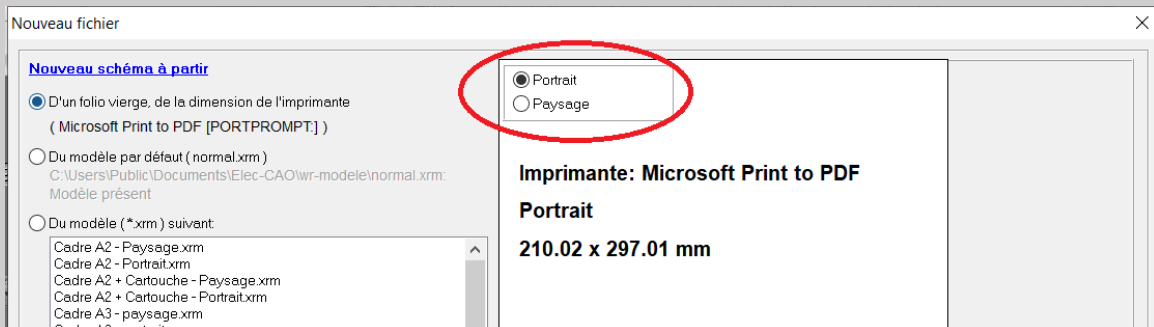 Nouveau fichier
Nouveau schéma à partir
D'un folio vierge, de la dimension de l'imprimante
( Microsoft Print to PDF [PORTPROMPT:] )
Du modèle par défaut ( normal.xrm )
C:\Users\Public\Documents\Elec-CAO\wr-modele\normal.xrm:
Modèle présent
Du modèle ( *.xrm ) suivant:
Cadre A2 - Paysage.xrm
Cadre A2 - Portrait.xrm
Cadre A2 + Cartouche - Paysage.xrm
Cadre A2 + Cartouche - Portrait.xrm
Cadre A3 - paysage.xrm
Portrait
Paysage
Imprimante: Microsoft Print to PDF
Portrait
210.02 x 297.01 mm